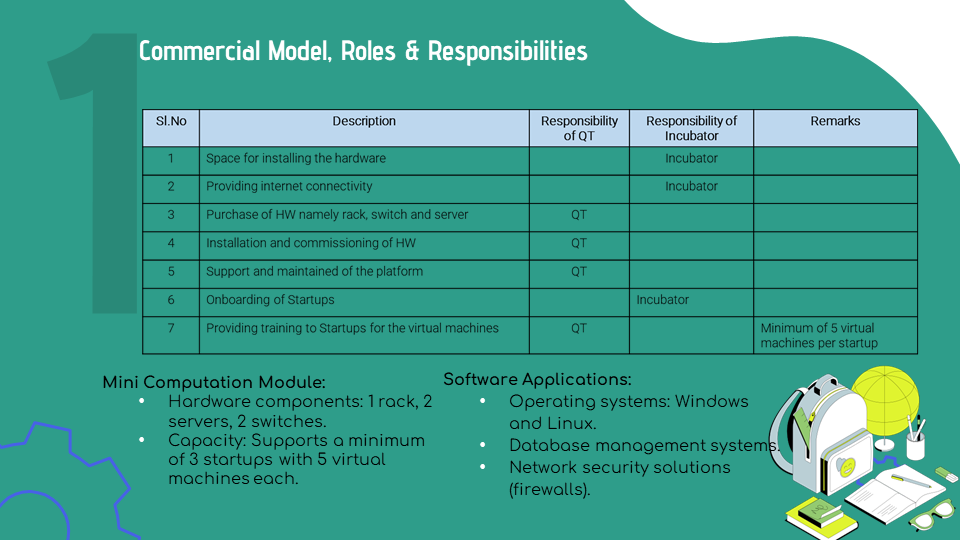 1
Commercial Model, Roles & Responsibilities
Sl.No Description Responsibility of QT Responsibility of Incubator Remarks
1 Space for installing the hardware Incubator
2 Providing internet connectivity Incubator
3 Purchase of HW namely rack, switch and server QT
4 Installation and commissioning of HW QT
5 Support and maintained of the platform QT
6 Onboarding of Startups Incubator
7 Providing training to Startups for the virtual machines QT Minimum of 5 virtual machines per startup
Mini Computation Module:
• Hardware components: 1 rack, 2
servers, 2 switches.
• Capacity: Supports a minimum
of 3 startups with 5 virtual
machines each.
Software Applications:
• Operating systems: Windows
and Linux.
• Database management systems.
• Network security solutions
(firewalls).